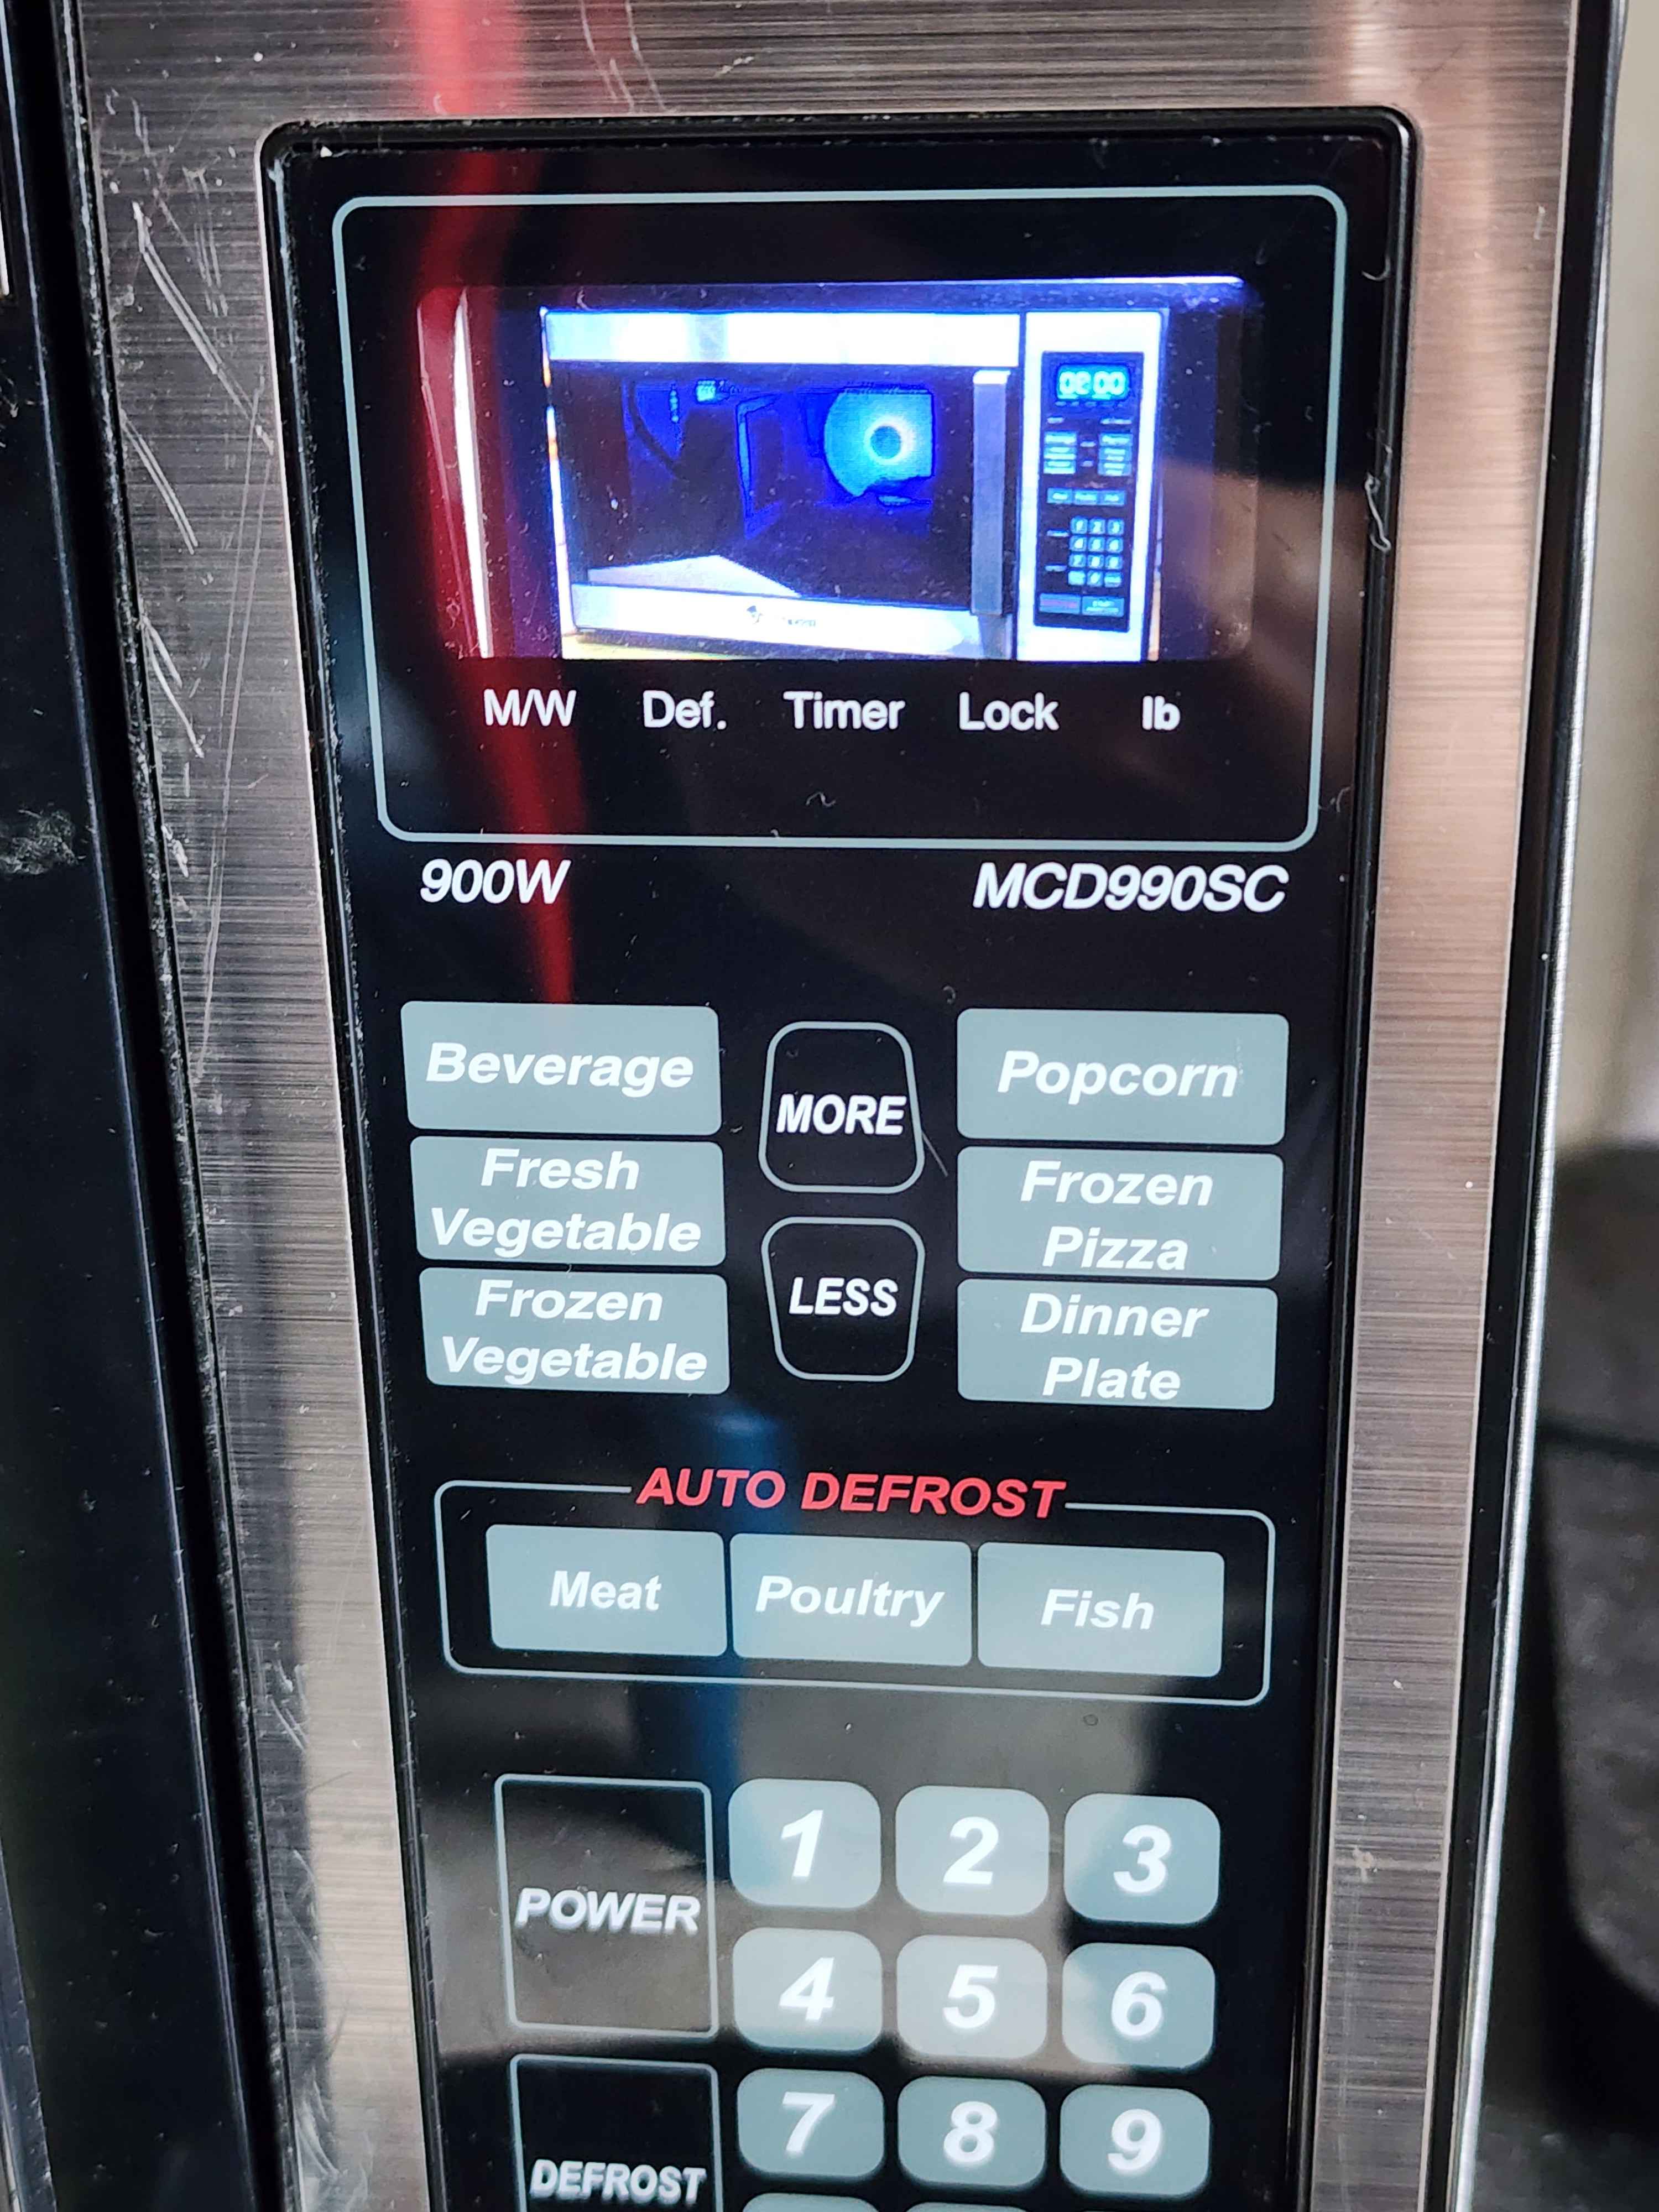 M/W Def. Timer Lock lb
900W MCD990SC
Beverage
MORE
Popcorn
Fresh
Vegetable
Frozen
Pizza
LESS
Frozen
Vegetable
Dinner
Plate
AUTO DEFROST
Meat Poultry Fish
1 2 3
POWER
4 5 6
7 8 9
DEFROST